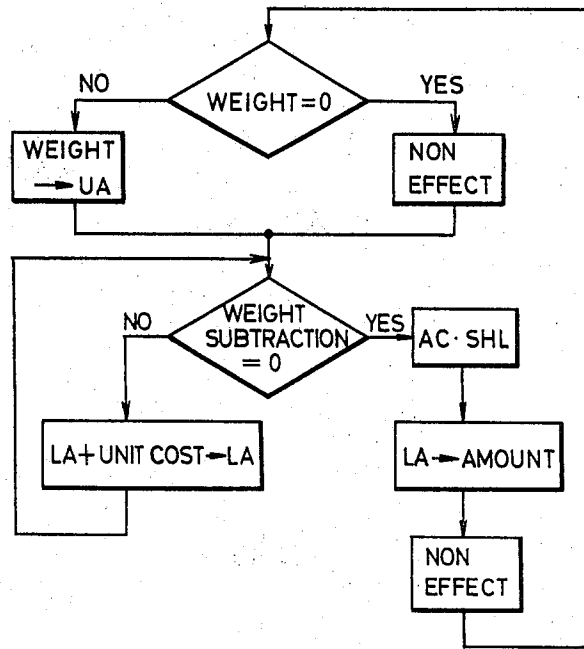 WEIGHT=0
NO
YES
WEIGHT
→ UA
NON
EFFECT
WEIGHT
SUBTRACTION
= 0
NO
YES
AC · SHL
LA+UNIT COST→LA
LA→AMOUNT
NON
EFFECT